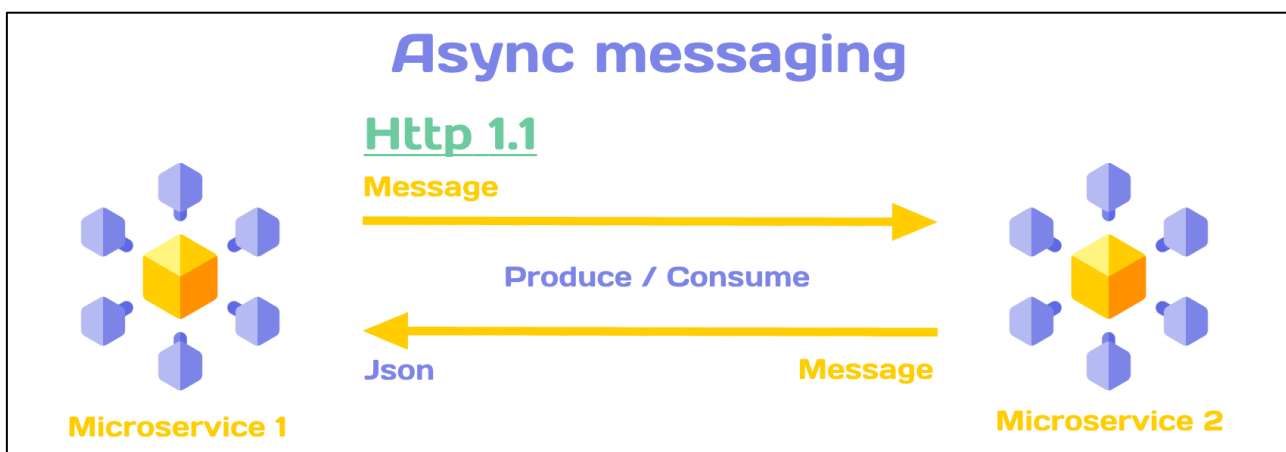 Async messaging
Http 1.1
Message
Produce / Consume
Json
Message
Microservice 1
Microservice 2